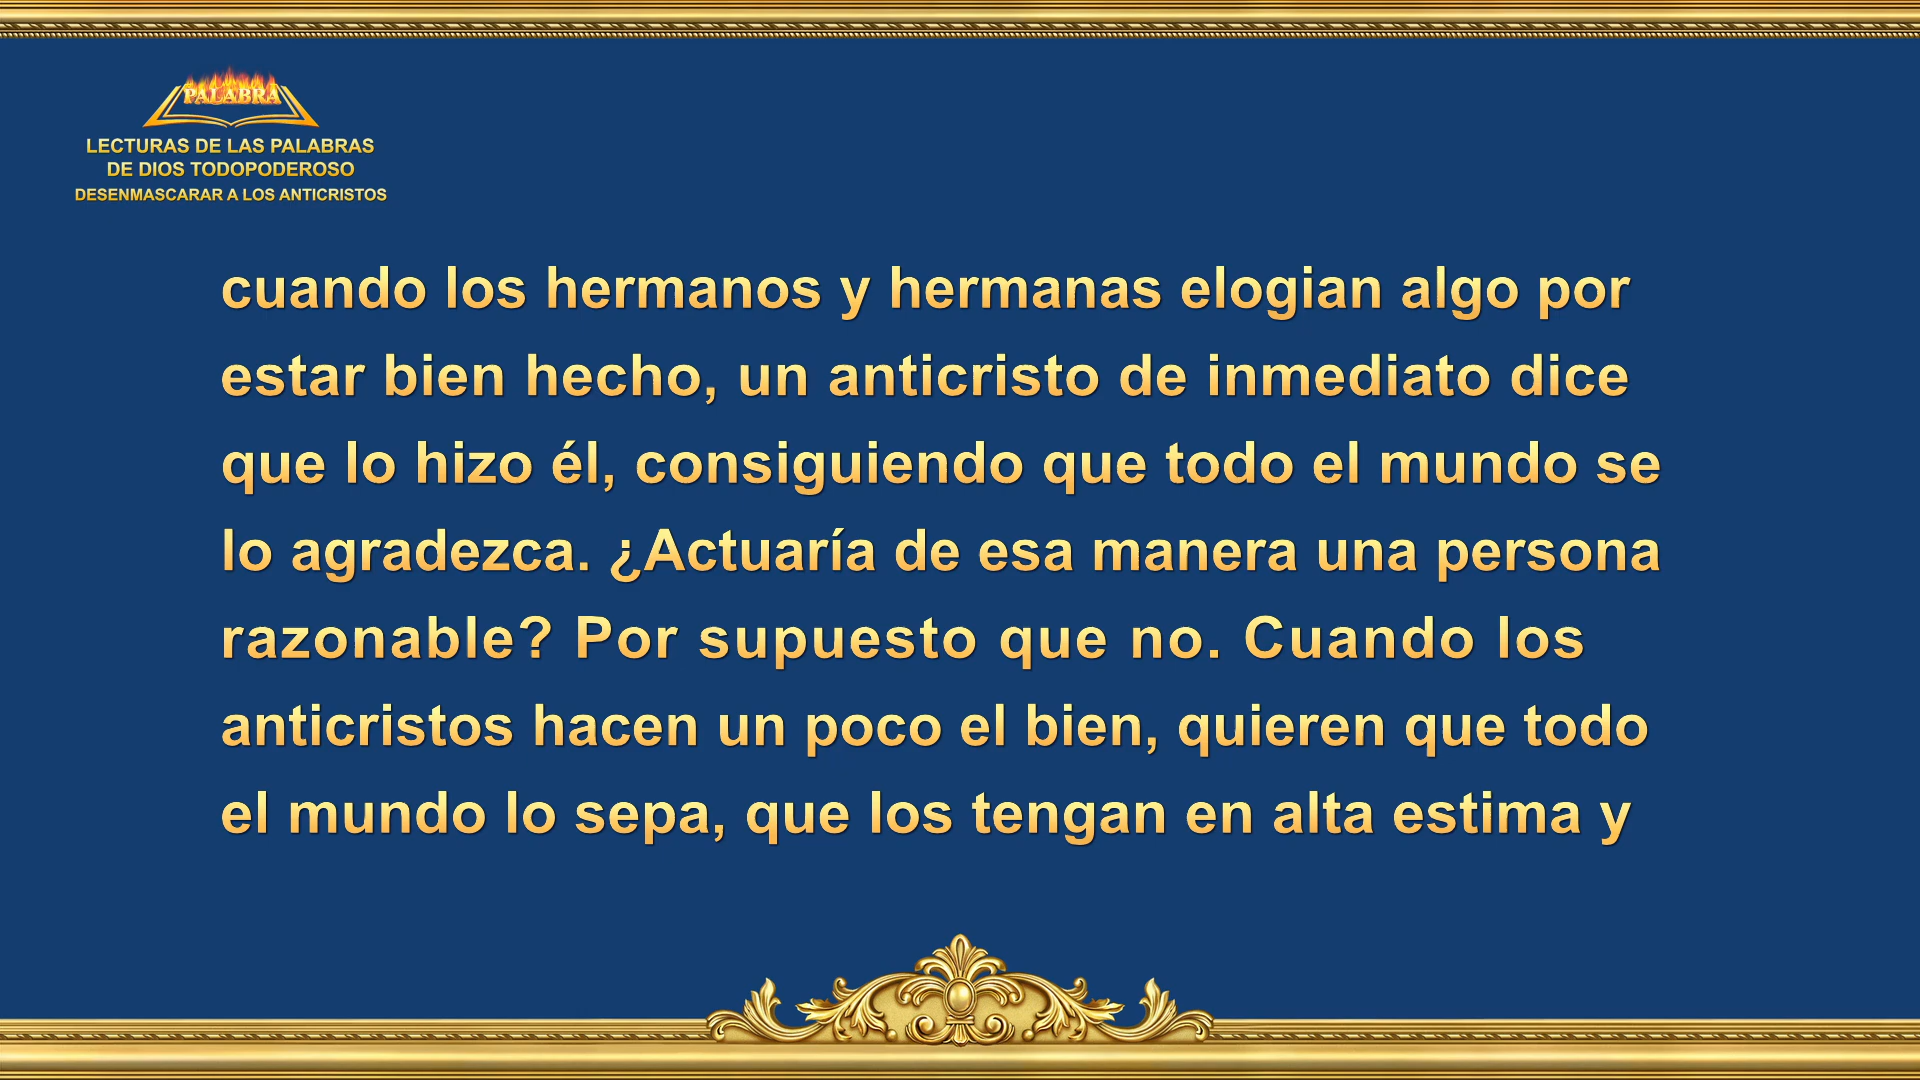 PALABRA
LECTURAS DE LAS PALABRAS
DE DIOS TODOPODEROSO
DESENMASCARAR A LOS ANTICRISTOS
cuando los hermanos y hermanas elogian algo por
estar bien hecho, un anticristo de inmediato dice
que lo hizo él, consiguiendo que todo el mundo se
lo agradezca. ¿Actuaría de esa manera una persona
razonable? Por supuesto que no. Cuando los
anticristos hacen un poco el bien, quieren que todo
el mundo lo sepa, que los tengan en alta estima y